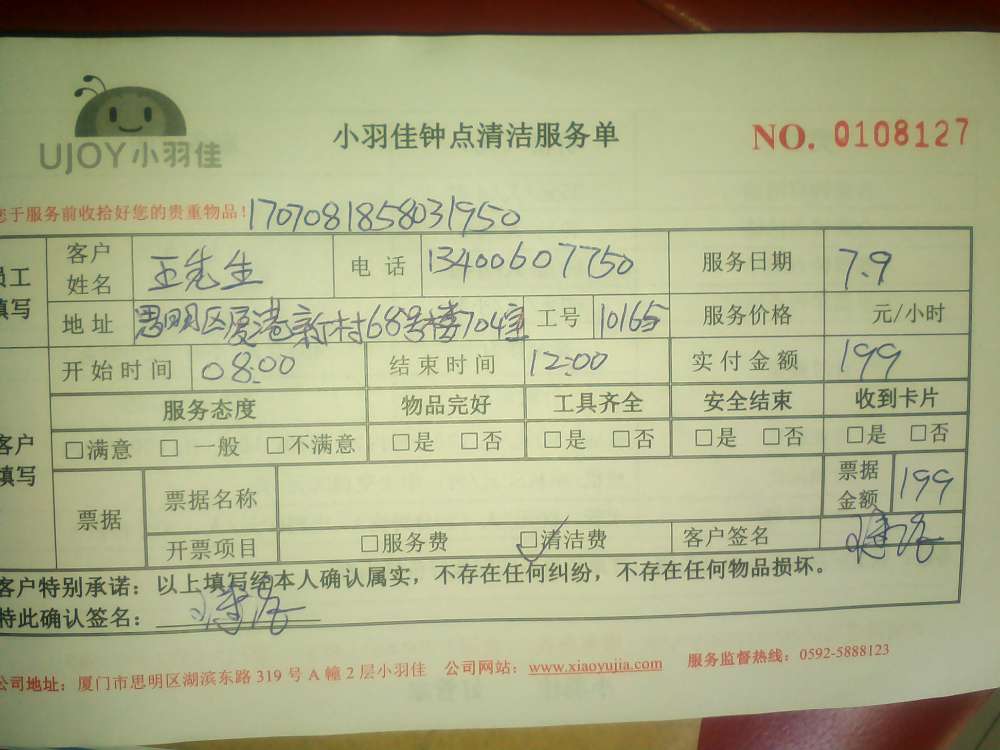 UJOY小羽佳
小羽佳钟点清洁服务单
NO. 0108127
您于服务前收拾好您的贵重物品！1707081858031950
员工填写
客户姓名 王先生 电话 13400607750 服务日期 7.9
地址 思明区厦港新村68号楼704室 工号 10165 服务价格 元/小时
客户填写
开始时间 08:00 结束时间 12:00 实付金额 199
服务态度 物品完好 工具齐全 安全结束 收到卡片
□满意 □一般 □不满意 □是 □否 □是 □否 □是 □否 □是 □否
票据 票据名称 票据金额 199
开票项目 □服务费 □清洁费 客户签名
客户特别承诺：以上填写经本人确认属实，不存在任何纠纷，不存在任何物品损坏。
特此确认签名：
公司地址：厦门市思明区湖滨东路 319 号 A 幢 2 层小羽佳 公司网站：www.xiaoyujia.com 服务监督热线：0592-5888123